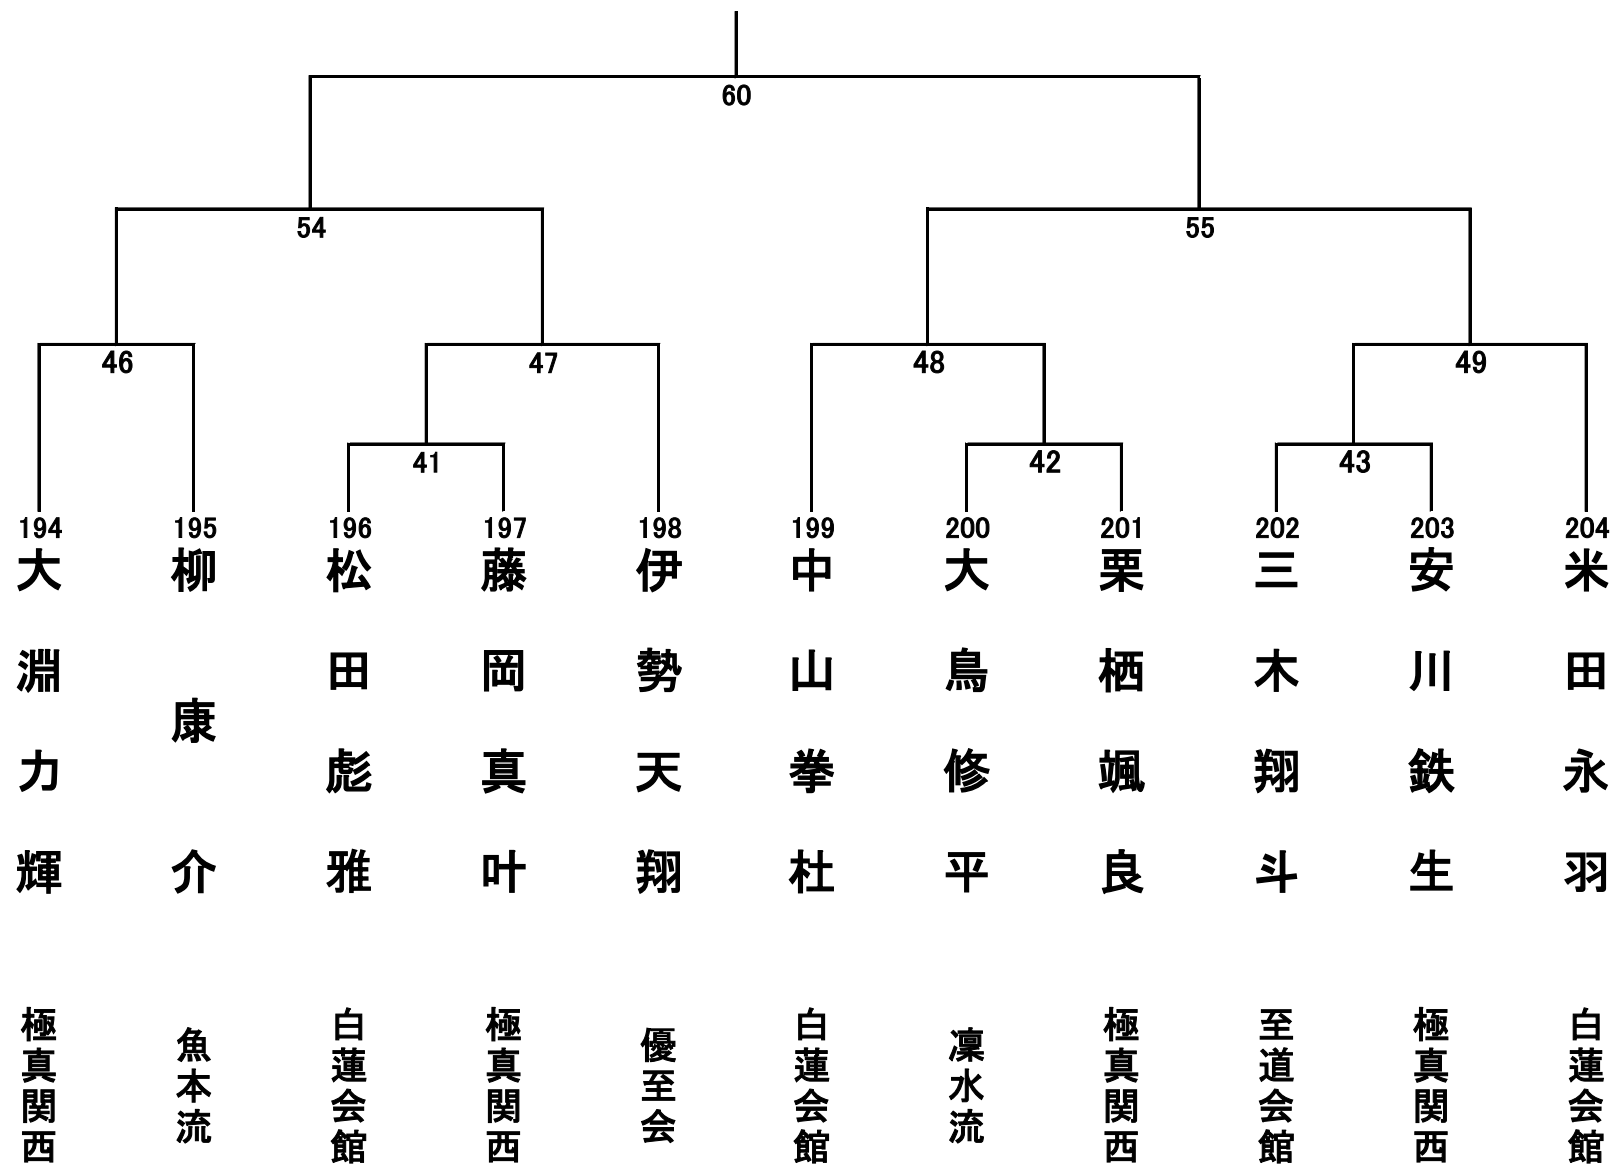 60
54
55
46
47
48
49
41
42
43
194
195
196
197
198
199
200
201
202
203
204
大淵力輝
柳康介
松田彪雅
藤岡真叶
伊勢天翔
中山拳杜
大鳥修平
栗栖颯良
三木翔斗
安川鉄生
米田永羽
極真関西
魚本流
白蓮会館
極真関西
優至会
白蓮会館
凜水流
極真関西
至道会館
極真関西
白蓮会館